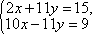 2x+11y = 15,
10x−11y = 9